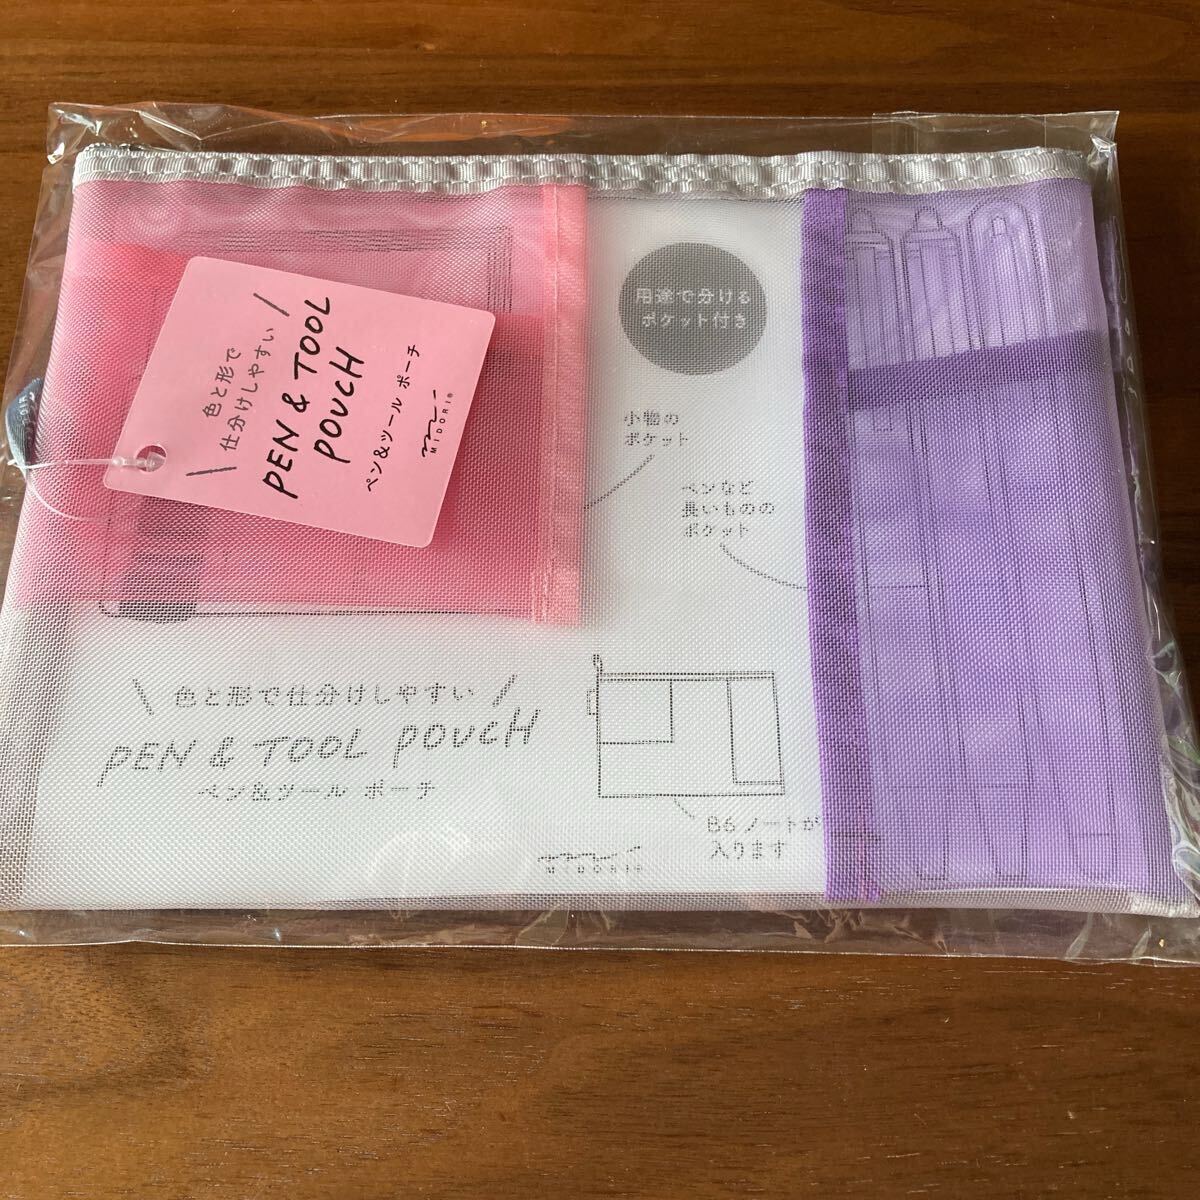 色と形で
仕分けしやすい
PEN & TOOL
POUCH
ペン&ツール ポーチ
MIDORI®
用途で分ける
ポケット付き
小物の
ポケット
ペンなど
長いものの
ポケット
色と形で仕分けしやすい
PEN & TOOL POUCH
ペン&ツール ポーチ
B6ノートが
入ります
MIDORI®